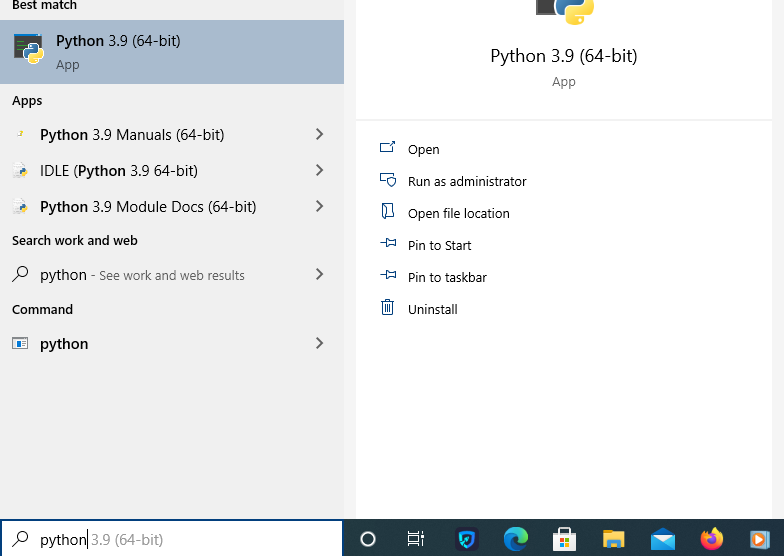 Best match
Python 3.9 (64-bit)
App
Apps
Python 3.9 Manuals (64-bit)
IDLE (Python 3.9 64-bit)
Python 3.9 Module Docs (64-bit)
Search work and web
python - See work and web results
Command
python
python 3.9 (64-bit)
Python 3.9 (64-bit)
App
Open
Run as administrator
Open file location
Pin to Start
Pin to taskbar
Uninstall